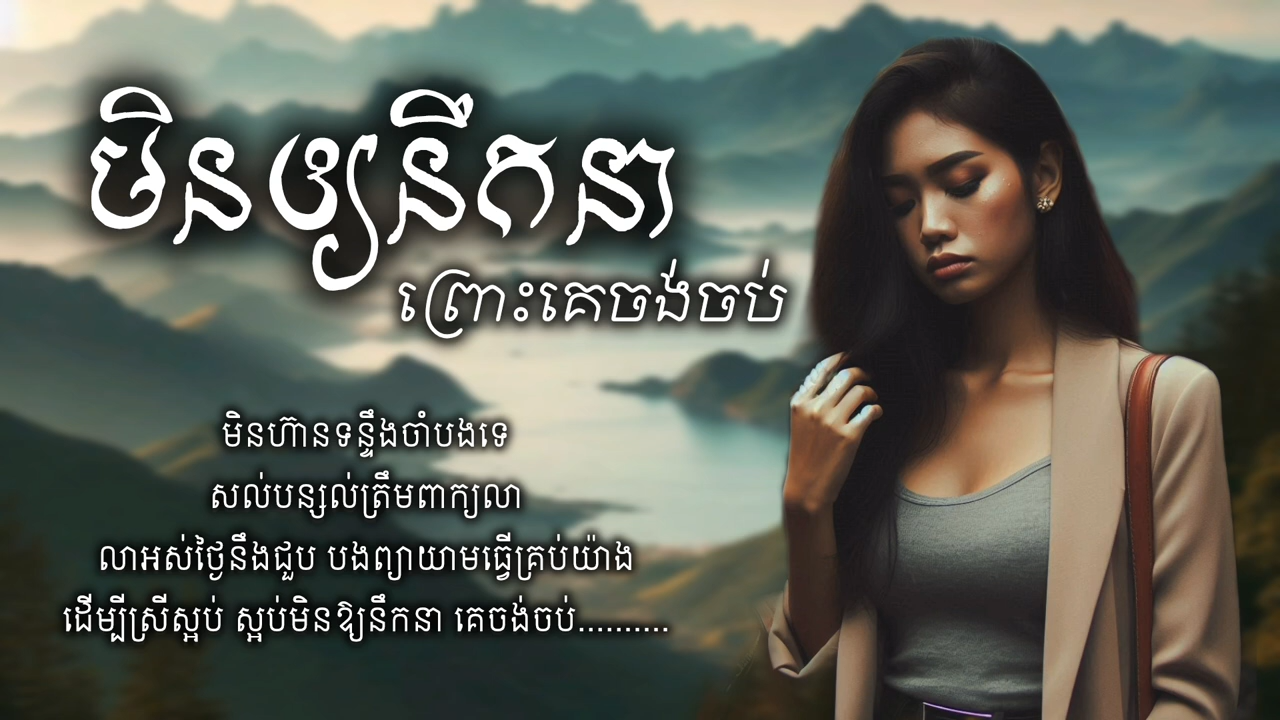 មិនឲ្យនឹកនា
ព្រោះគេចង់ចប់
មិនហ៊ានទន្ទឹងចាំបងទេ
សល់បន្សល់ត្រឹមពាក្យលា
លាអស់ថ្ងៃនឹងជួប បងព្យាយាមធ្វើគ្រប់យ៉ាង
ដើម្បីស្រីស្អប់ ស្អប់មិនឱ្យនឹកនា គេចង់ចប់..........